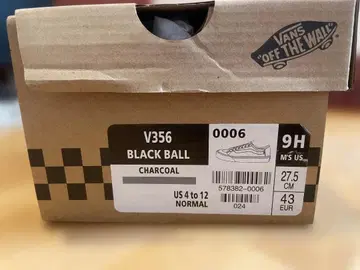 VANS
"OFF THE WALL"
V356
BLACK BALL
CHARCOAL
US 4 to 12
NORMAL
0006
578382-0006
024
9H
M'S US
27.5
CM
43
EUR